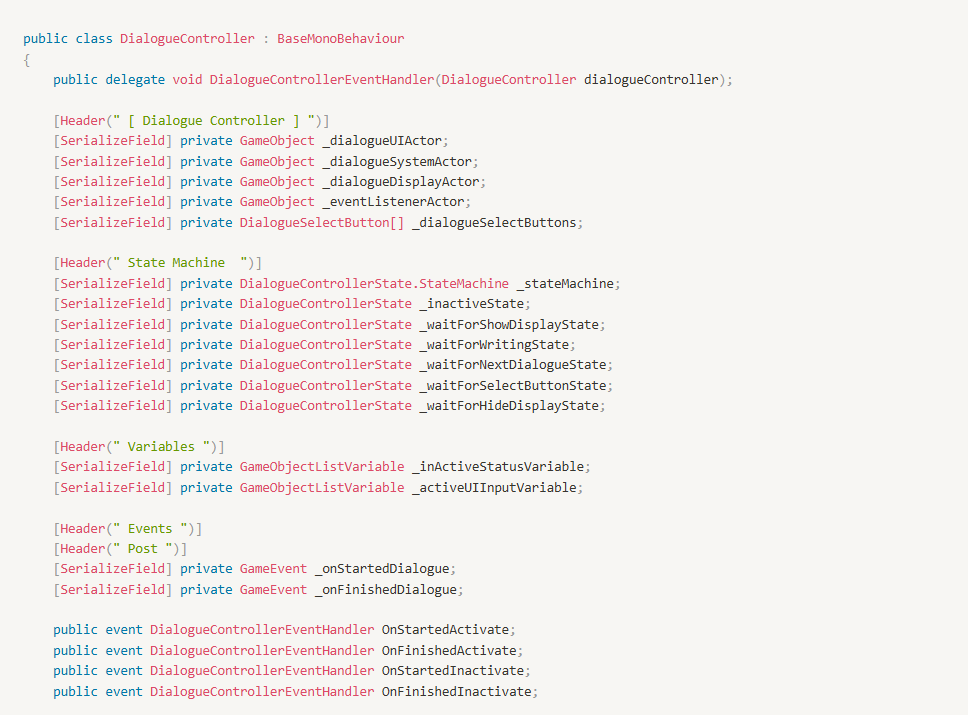 public class DialogueController : BaseMonoBehaviour
{
    public delegate void DialogueControllerEventHandler(DialogueController dialogueController);

    [Header(" [ Dialogue Controller ] ")]
    [SerializeField] private GameObject _dialogueUIActor;
    [SerializeField] private GameObject _dialogueSystemActor;
    [SerializeField] private GameObject _dialogueDisplayActor;
    [SerializeField] private GameObject _eventListenerActor;
    [SerializeField] private DialogueSelectButton[] _dialogueSelectButtons;

    [Header(" State Machine  ")]
    [SerializeField] private DialogueControllerState.StateMachine _stateMachine;
    [SerializeField] private DialogueControllerState _inactiveState;
    [SerializeField] private DialogueControllerState _waitForShowDisplayState;
    [SerializeField] private DialogueControllerState _waitForWritingState;
    [SerializeField] private DialogueControllerState _waitForNextDialogueState;
    [SerializeField] private DialogueControllerState _waitForSelectButtonState;
    [SerializeField] private DialogueControllerState _waitForHideDisplayState;

    [Header(" Variables ")]
    [SerializeField] private GameObjectListVariable _inActiveStatusVariable;
    [SerializeField] private GameObjectListVariable _activeUIInputVariable;

    [Header(" Events ")]
    [Header(" Post ")]
    [SerializeField] private GameEvent _onStartedDialogue;
    [SerializeField] private GameEvent _onFinishedDialogue;

    public event DialogueControllerEventHandler OnStartedActivate;
    public event DialogueControllerEventHandler OnFinishedActivate;
    public event DialogueControllerEventHandler OnStartedInactivate;
    public event DialogueControllerEventHandler OnFinishedInactivate;